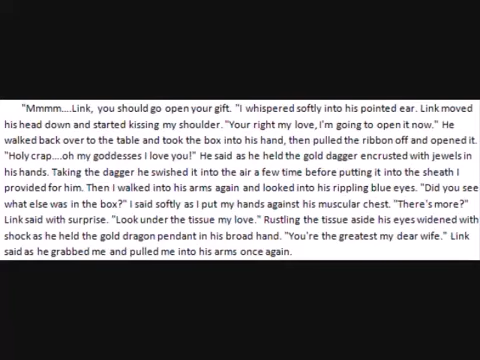 "Mmmm....Link, you should go open your gift. "I whispered softly into his pointed ear. Link moved
his head down and started kissing my shoulder. "Your right my love, I'm going to open it now." He
walked back over to the table and took the box into his hand, then pulled the ribbon off and opened it.
"Holy crap....oh my goddesses I love you!" He said as he held the gold dagger encrusted with jewels in
his hands. Taking the dagger he swished it into the air a few time before putting it into the sheath I
provided for him. Then I walked into his arms again and looked into his rippling blue eyes. "Did you see
what else was in the box?" I said softly as I put my hands against his muscular chest. "There's more?"
Link said with surprise. "Look under the tissue my love." Rustling the tissue aside his eyes widened with
shock as he held the gold dragon pendant in his broad hand. "You're the greatest my dear wife." Link
said as he grabbed me and pulled me into his arms once again.